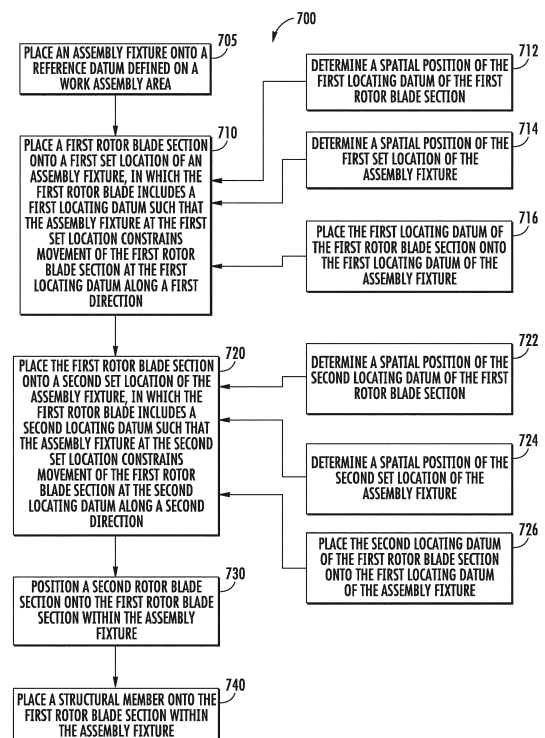 700
705
PLACE AN ASSEMBLY FIXTURE ONTO A
REFERENCE DATUM DEFINED ON A
WORK ASSEMBLY AREA
710
PLACE A FIRST ROTOR BLADE SECTION
ONTO A FIRST SET LOCATION OF AN
ASSEMBLY FIXTURE, IN WHICH THE
FIRST ROTOR BLADE INCLUDES A
FIRST LOCATING DATUM SUCH THAT
THE ASSEMBLY FIXTURE AT THE FIRST
SET LOCATION CONSTRAINS
MOVEMENT OF THE FIRST ROTOR
BLADE SECTION AT THE FIRST
LOCATING DATUM ALONG A FIRST
DIRECTION
712
DETERMINE A SPATIAL POSITION OF THE
FIRST LOCATING DATUM OF THE FIRST
ROTOR BLADE SECTION
714
DETERMINE A SPATIAL POSITION OF THE
FIRST SET LOCATION OF THE
ASSEMBLY FIXTURE
716
PLACE THE FIRST LOCATING DATUM OF
THE FIRST ROTOR BLADE SECTION ONTO
THE FIRST LOCATING DATUM OF THE
ASSEMBLY FIXTURE
720
PLACE THE FIRST ROTOR BLADE SECTION
ONTO A SECOND SET LOCATION OF THE
ASSEMBLY FIXTURE, IN WHICH THE
FIRST ROTOR BLADE INCLUDES A
SECOND LOCATING DATUM SUCH THAT
THE ASSEMBLY FIXTURE AT THE SECOND
SET LOCATION CONSTRAINS
MOVEMENT OF THE FIRST ROTOR
BLADE SECTION AT THE SECOND
LOCATING DATUM ALONG A SECOND
DIRECTION
722
DETERMINE A SPATIAL POSITION OF THE
SECOND LOCATING DATUM OF THE FIRST
ROTOR BLADE SECTION
724
DETERMINE A SPATIAL POSITION OF THE
SECOND SET LOCATION OF THE
ASSEMBLY FIXTURE
726
PLACE THE SECOND LOCATING DATUM
OF THE FIRST ROTOR BLADE SECTION
ONTO THE FIRST LOCATING DATUM
OF THE ASSEMBLY FIXTURE
730
POSITION A SECOND ROTOR BLADE
SECTION ONTO THE FIRST ROTOR BLADE
SECTION WITHIN THE ASSEMBLY
FIXTURE
740
PLACE A STRUCTURAL MEMBER ONTO THE
FIRST ROTOR BLADE SECTION WITHIN
THE ASSEMBLY FIXTURE